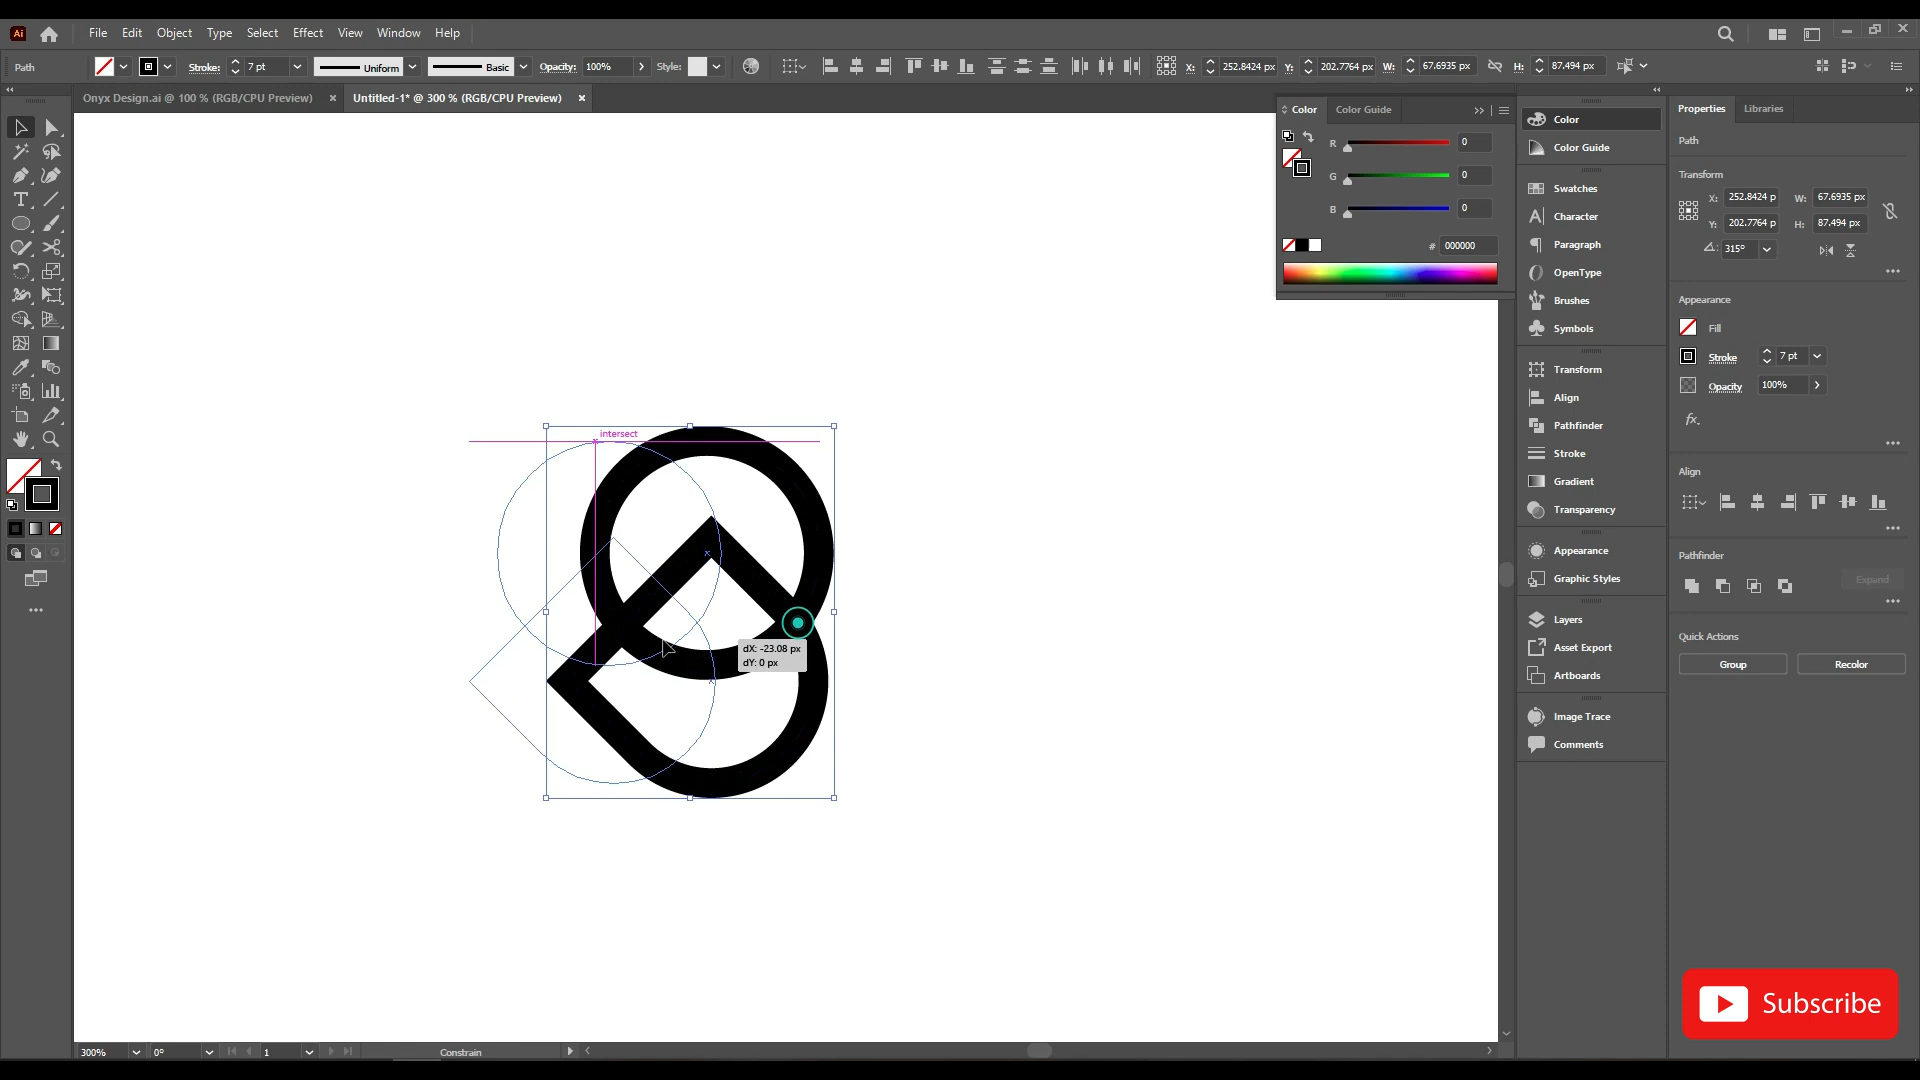 Ai File Edit Object Type Select Effect View Window Help
Path Stroke: 7 pt Uniform Basic Opacity: 100% Style: X: 252.8424 px Y: 202.7764 px W: 67.6935 px H: 87.494 px
Onyx Design.ai @ 100 % (RGB/CPU Preview) × Untitled-1* @ 300 % (RGB/CPU Preview) ×
Color Color Guide
R 0
G 0
B 0
# 000000
Color
Color Guide
Swatches
Character
Paragraph
OpenType
Brushes
Symbols
Transform
Align
Pathfinder
Stroke
Gradient
Transparency
Appearance
Graphic Styles
Layers
Asset Export
Artboards
Image Trace
Comments
Properties Libraries
Path
Transform
X: 252.8424 p W: 67.6935 px
Y: 202.7764 p H: 87.494 px
315°
Appearance
Fill
Stroke 7 pt
Opacity 100%
fx.
Align
Pathfinder
Expand
Quick Actions
Group Recolor
intersect
dX: -23.08 px
dY: 0 px
Subscribe
300% 0° 1 Constrain